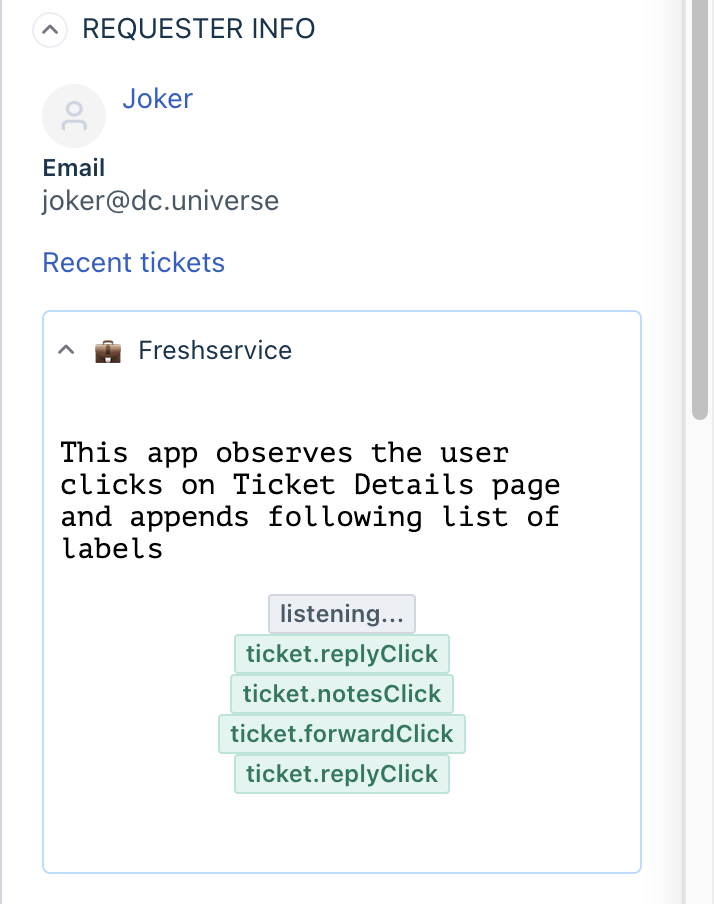 REQUESTER INFO
Joker
Email
joker@dc.universe
Recent tickets
Freshservice
This app observes the user
clicks on Ticket Details page
and appends following list of
labels
listening...
ticket.replyClick
ticket.notesClick
ticket.forwardClick
ticket.replyClick